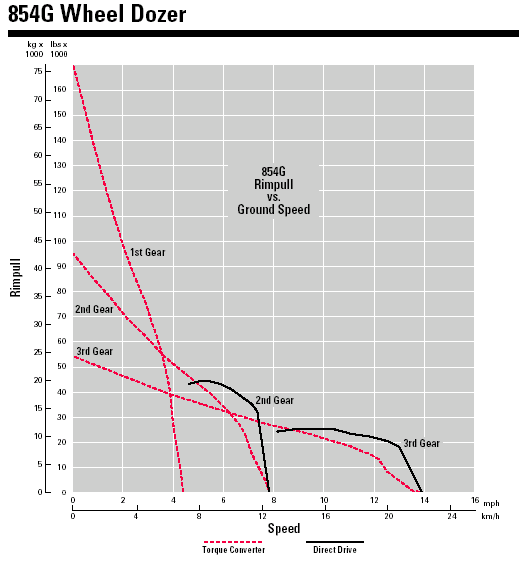 854G Wheel Dozer
kg x lbs x
1000 1000
75
160
70
150
65
140
60
130
55
120
50
110
45
100
40
90
35
80
30
70
25
60
50
20
40
15
30
10
20
5
10
0 0
Rimpull
854G
Rimpull
vs.
Ground Speed
1st Gear
2nd Gear
3rd Gear
2nd Gear
3rd Gear
0 2 4 6 8 10 12 14 16 mph
0 4 8 12 16 20 24 km/h
Speed
Torque Converter Direct Drive